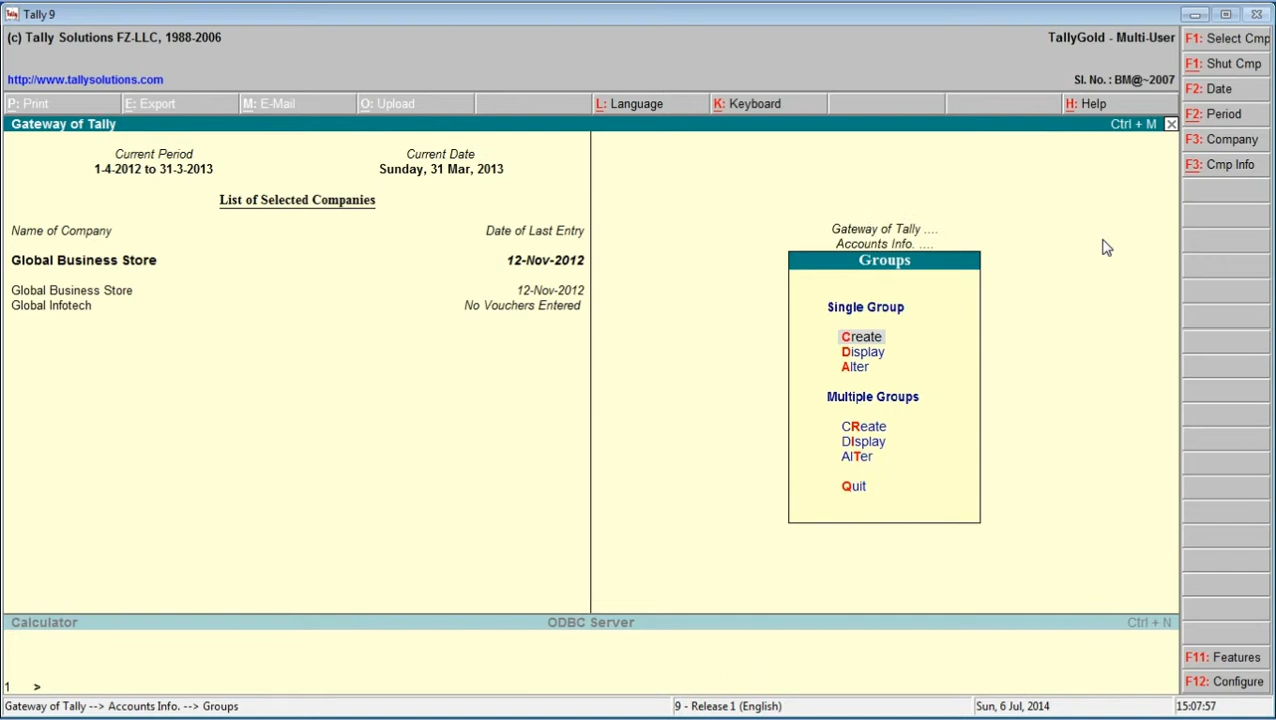 Tally 9
(c) Tally Solutions FZ-LLC, 1988-2006
TallyGold - Multi-User
http://www.tallysolutions.com
Sl. No. : BM@~2007
P: Print E: Export M: E-Mail O: Upload L: Language K: Keyboard H: Help
Gateway of Tally
Ctrl + M
Current Period
Current Date
1-4-2012 to 31-3-2013
Sunday, 31 Mar, 2013
List of Selected Companies
Name of Company
Date of Last Entry
Global Business Store
12-Nov-2012
Global Business Store
12-Nov-2012
Global Infotech
No Vouchers Entered
Gateway of Tally ....
Accounts Info. ....
Groups
Single Group
Create
Display
Alter
Multiple Groups
CReate
DIsplay
AlTer
Quit
F1: Select Cmp
F1: Shut Cmp
F2: Date
F2: Period
F3: Company
F3: Cmp Info
F11: Features
F12: Configure
Calculator
ODBC Server
Ctrl + N
1 >
Gateway of Tally --> Accounts Info. --> Groups
9 - Release 1 (English)
Sun, 6 Jul, 2014
15:07:57